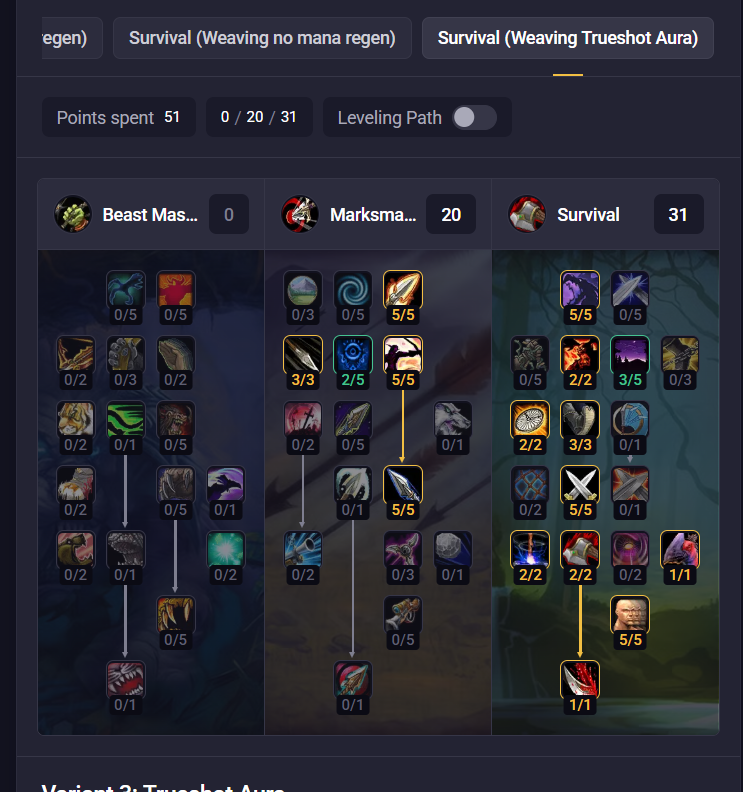 egen)
Survival (Weaving no mana regen)
Survival (Weaving Trueshot Aura)
Points spent 51
0 / 20 / 31
Leveling Path
Beast Mas... 0
Marksma... 20
Survival 31
0/5 0/5 0/3 0/5 5/5 5/5 0/5
0/2 0/3 0/2 3/3 2/5 5/5 0/5 2/2 3/5 0/3
0/2 0/1 0/5 0/2 0/5 0/1 2/2 3/3 0/1
0/2 0/5 0/1 0/1 5/5 0/2 5/5 0/1
0/2 0/1 0/2 0/2 0/3 0/1 2/2 2/2 0/2 1/1
0/5 0/5 5/5
0/1 0/1 1/1
Variant 3: Trueshot Aura